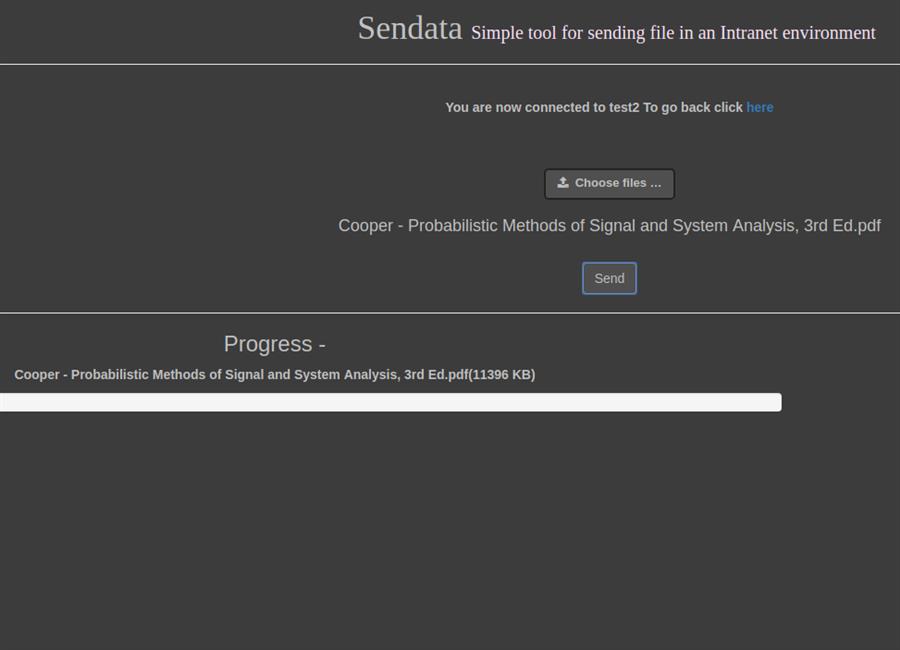 Sendata Simple tool for sending file in an Intranet environment
You are now connected to test2 To go back click here
Choose files ...
Cooper - Probabilistic Methods of Signal and System Analysis, 3rd Ed.pdf
Send
Progress -
Cooper - Probabilistic Methods of Signal and System Analysis, 3rd Ed.pdf(11396 KB)